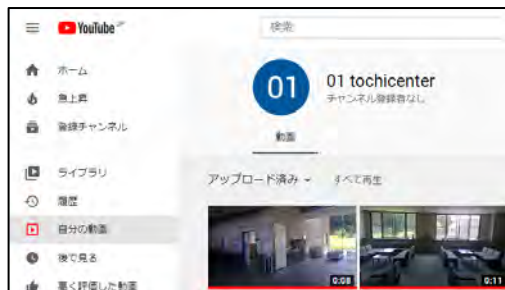 YouTube JP
検索
ホーム
急上昇
登録チャンネル
ライブラリ
履歴
自分の動画
後で見る
高く評価した動画
01
01 tochicenter
チャンネル登録者なし
動画
アップロード済み
すべて再生
0:08
0:11